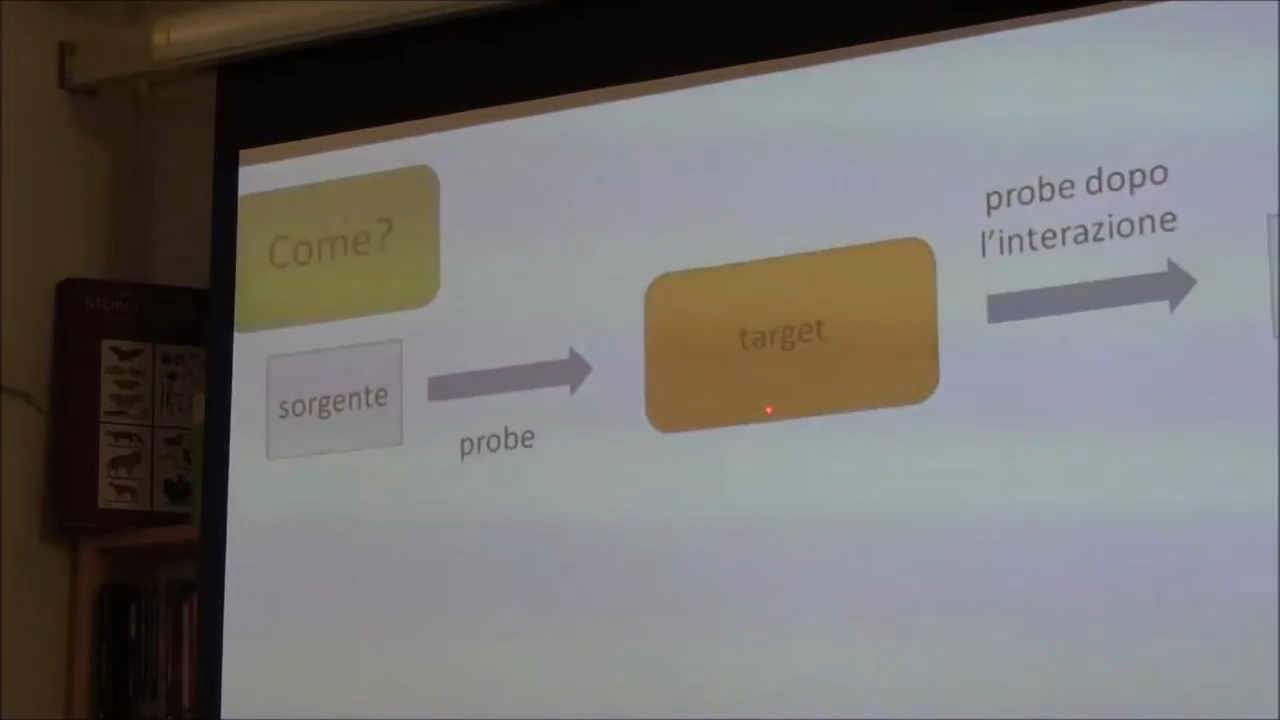 Come?
sorgente
probe
target
probe dopo
l'interazione